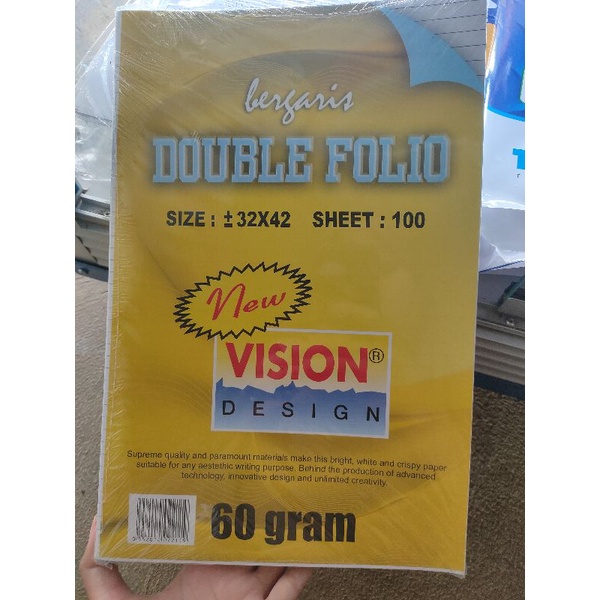 bergaris
DOUBLE FOLIO
SIZE : ± 32X42 SHEET : 100
New
VISION ®
DESIGN
Supreme quality and paramount materials make this bright, white and crispy paper
suitable for any aestethic writing purpose. Behind the production of advanced
technology, innovative design and unlimited creativity.
60 gram